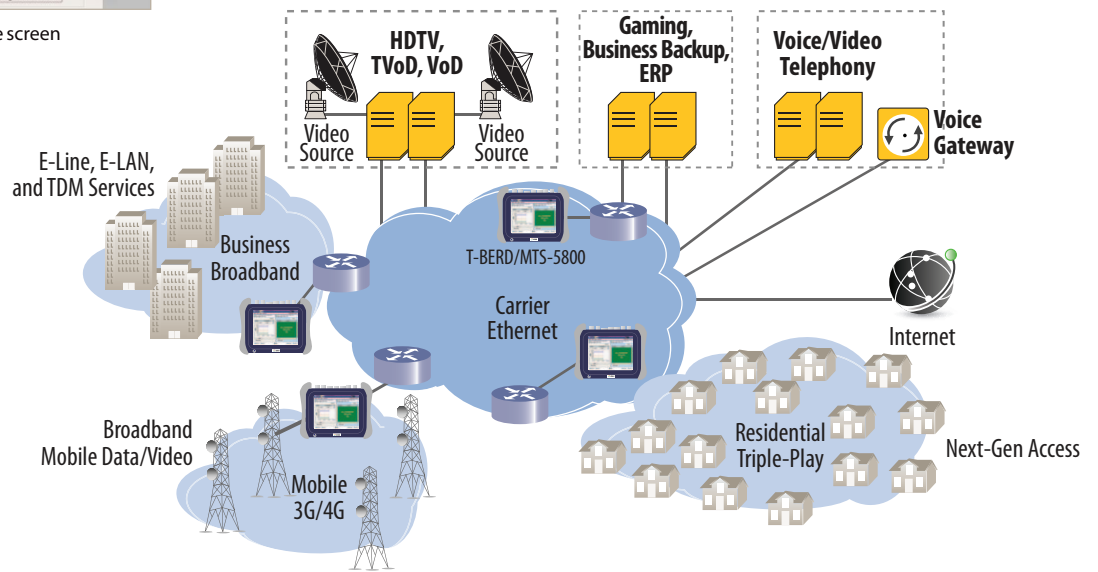 e screen
HDTV,
TVoD, VoD
Video
Source
Video
Source
Gaming,
Business Backup,
ERP
Voice/Video
Telephony
Voice
Gateway
E-Line, E-LAN,
and TDM Services
Business
Broadband
T-BERD/MTS-5800
Carrier
Ethernet
Internet
Broadband
Mobile Data/Video
Mobile
3G/4G
Residential
Triple-Play
Next-Gen Access